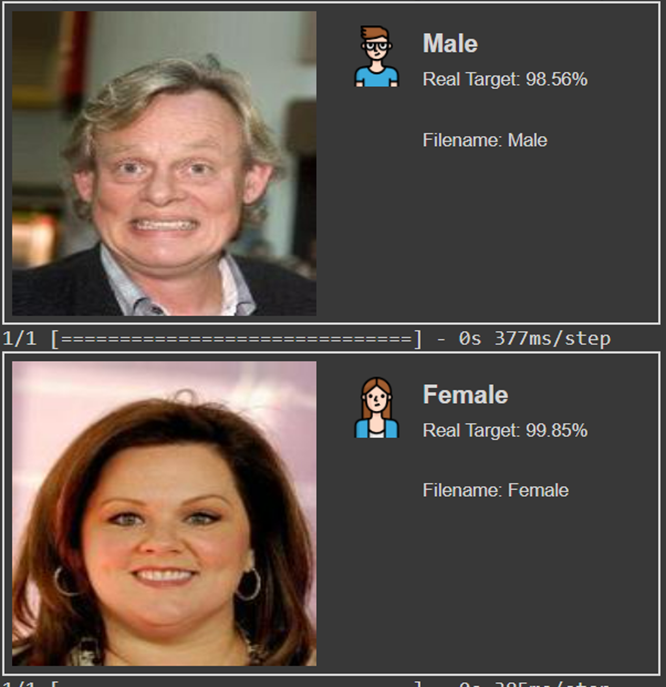 Male
Real Target: 98.56%
Filename: Male
1/1 [==============================] - 0s 377ms/step
Female
Real Target: 99.85%
Filename: Female